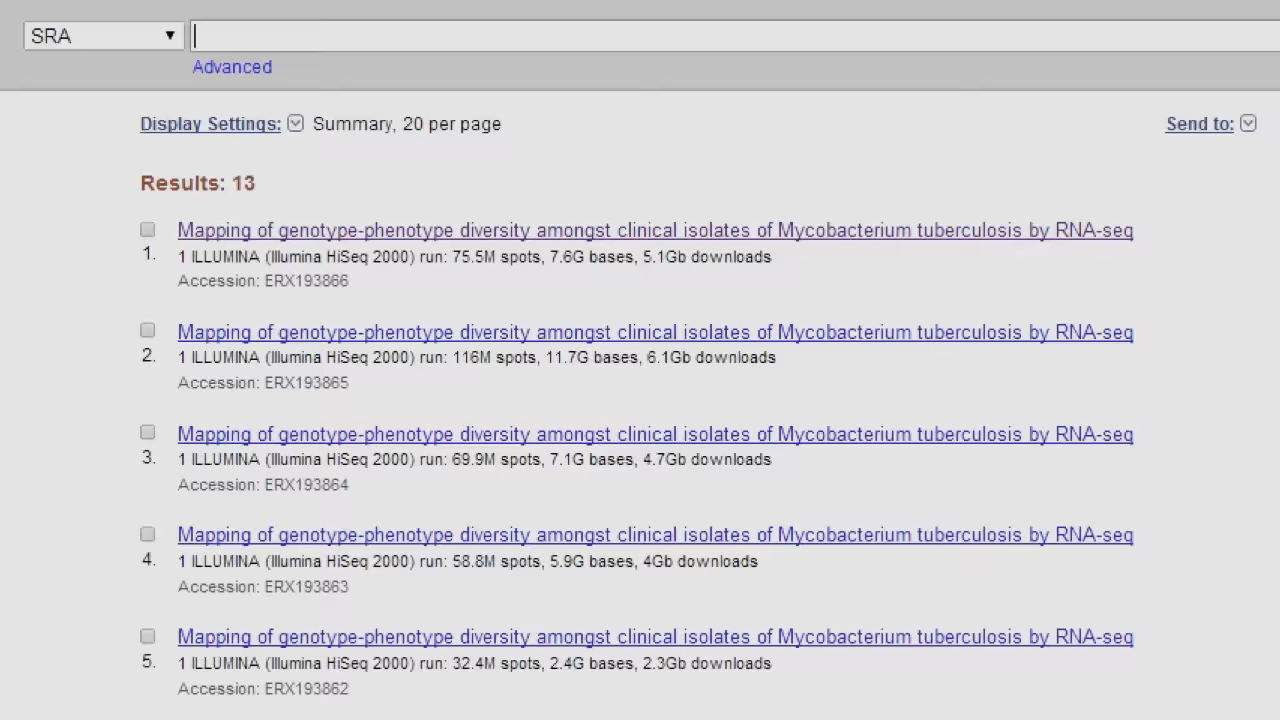 SRA
Advanced
Display Settings: Summary, 20 per page Send to:
Results: 13
Mapping of genotype-phenotype diversity amongst clinical isolates of Mycobacterium tuberculosis by RNA-seq
1. 1 ILLUMINA (Illumina HiSeq 2000) run: 75.5M spots, 7.6G bases, 5.1Gb downloads
Accession: ERX193866
Mapping of genotype-phenotype diversity amongst clinical isolates of Mycobacterium tuberculosis by RNA-seq
2. 1 ILLUMINA (Illumina HiSeq 2000) run: 116M spots, 11.7G bases, 6.1Gb downloads
Accession: ERX193865
Mapping of genotype-phenotype diversity amongst clinical isolates of Mycobacterium tuberculosis by RNA-seq
3. 1 ILLUMINA (Illumina HiSeq 2000) run: 69.9M spots, 7.1G bases, 4.7Gb downloads
Accession: ERX193864
Mapping of genotype-phenotype diversity amongst clinical isolates of Mycobacterium tuberculosis by RNA-seq
4. 1 ILLUMINA (Illumina HiSeq 2000) run: 58.8M spots, 5.9G bases, 4Gb downloads
Accession: ERX193863
Mapping of genotype-phenotype diversity amongst clinical isolates of Mycobacterium tuberculosis by RNA-seq
5. 1 ILLUMINA (Illumina HiSeq 2000) run: 32.4M spots, 2.4G bases, 2.3Gb downloads
Accession: ERX193862